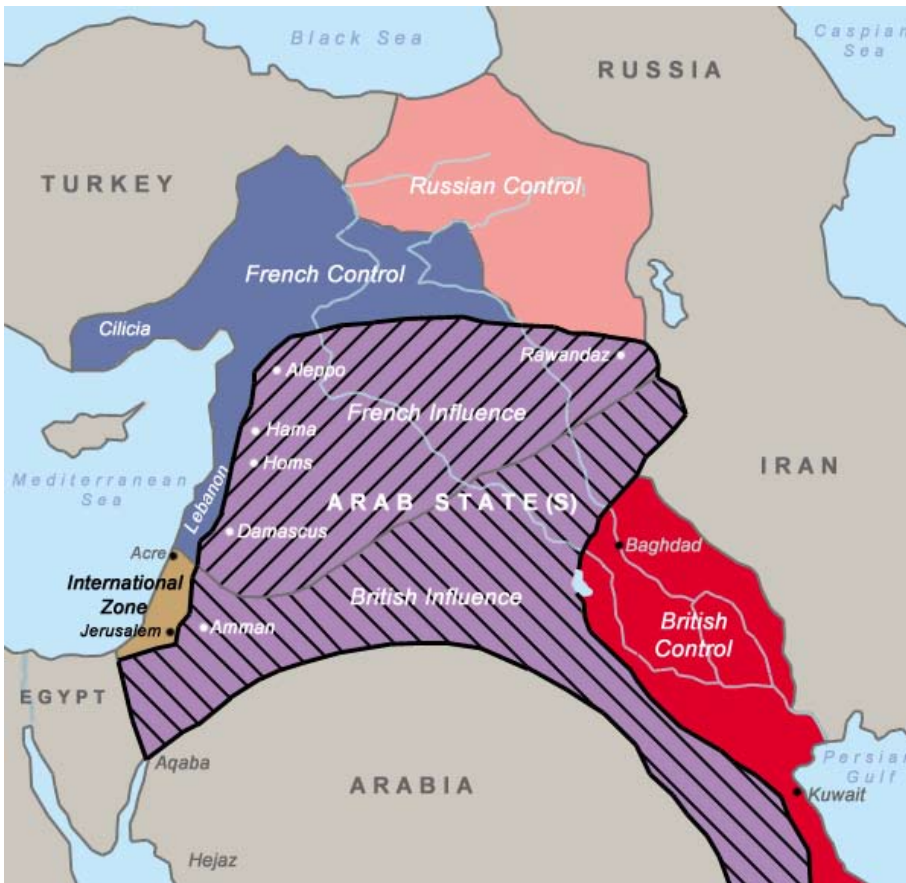 Black Sea
Caspian
Sea
RUSSIA
TURKEY
Russian Control
French Control
Cilicia
Rawandaz
Aleppo
French Influence
Hama
Homs
Mediterranean
Sea
Lebanon
IRAN
ARAB STATE(S)
Damascus
Baghdad
Acre
International
Zone
British Influence
Jerusalem
Amman
British
Control
EGYPT
Aqaba
Persian
Gulf
ARABIA
Kuwait
Hejaz